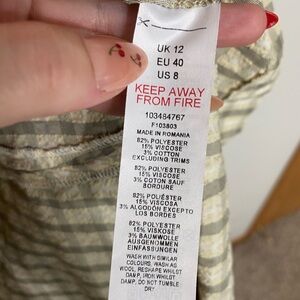 UK 12
EU 40
US 8
KEEP AWAY
FROM FIRE
103484767
F103803
MADE IN ROMANIA
82% POLYESTER
15% VISCOSE
3% COTTON
EXCLUDING TRIMS
82% POLYESTER
15% VISCOSE
3% COTON SAUF
BORDURE
82% POLIÉSTER
15% VISCOSA
3% ALGODÓN EXCEPTO
LOS BORDES
82% POLYESTER
15% VISKOSE
3% BAUMWOLLE
AUSGENOMMEN
EINFASSUNGEN
WASH WITH SIMILAR
COLOURS, WASH AS
WOOL, RESHAPE WHILST
DAMP, IRON WHILST
DAMP, DO NOT TUMBLE
DRY